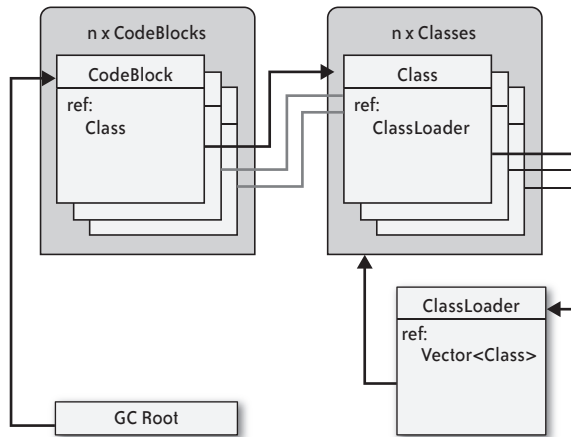 n x CodeBlocks
CodeBlock
ref:
Class
n x Classes
Class
ref:
ClassLoader
ClassLoader
ref:
Vector<Class>
GC Root